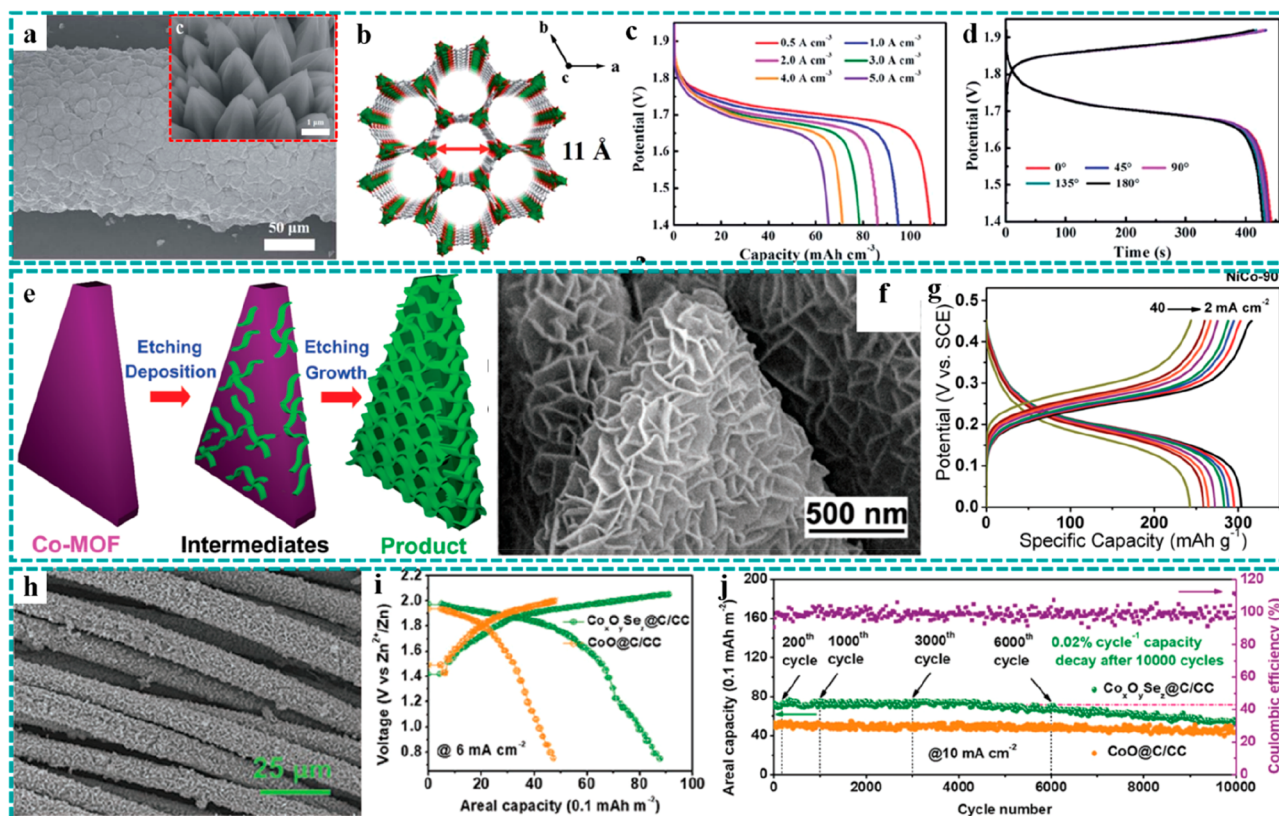 a
c
1 μm
50 μm
b
b
c
a
11 Å
c
0.5 A cm⁻³
1.0 A cm⁻³
2.0 A cm⁻³
3.0 A cm⁻³
4.0 A cm⁻³
5.0 A cm⁻³
Potential (V)
1.9
1.8
1.7
1.6
1.5
1.4
0 20 40 60 80 100
Capacity (mAh cm⁻³)
d
Potential (V)
1.9
1.8
1.7
1.6
1.5
1.4
0° 45° 90°
135° 180°
0 100 200 300 400
Time (s)
e
Etching
Deposition
Etching
Growth
Co-MOF
Intermediates
Product
f
500 nm
g
NiCo-90
40 → 2 mA cm⁻²
Potential (V vs. SCE)
0.5
0.4
0.3
0.2
0.1
0.0
0 100 200 300
Specific Capacity (mAh g⁻¹)
h
25 μm
i
Voltage (V vs Zn²⁺/Zn)
2.2
2.0
1.8
1.6
1.4
1.2
1.0
0.8
CoₓOᵧSe_z@C/CC
CoO@C/CC
@ 6 mA cm⁻²
0 20 40 60 80 100
Areal capacity (0.1 mAh m⁻²)
j
Areal capacity (0.1 mAh m⁻²)
200
160
120
80
40
0
200th cycle
1000th cycle
3000th cycle
6000th cycle
0.02% cycle⁻¹ capacity
decay after 10000 cycles
CoₓOᵧSe_z@C/CC
@10 mA cm⁻²
CoO@C/CC
0 2000 4000 6000 8000 10000
Cycle number
120
100
80
60
40
20
0
Coulombic efficiency (%)